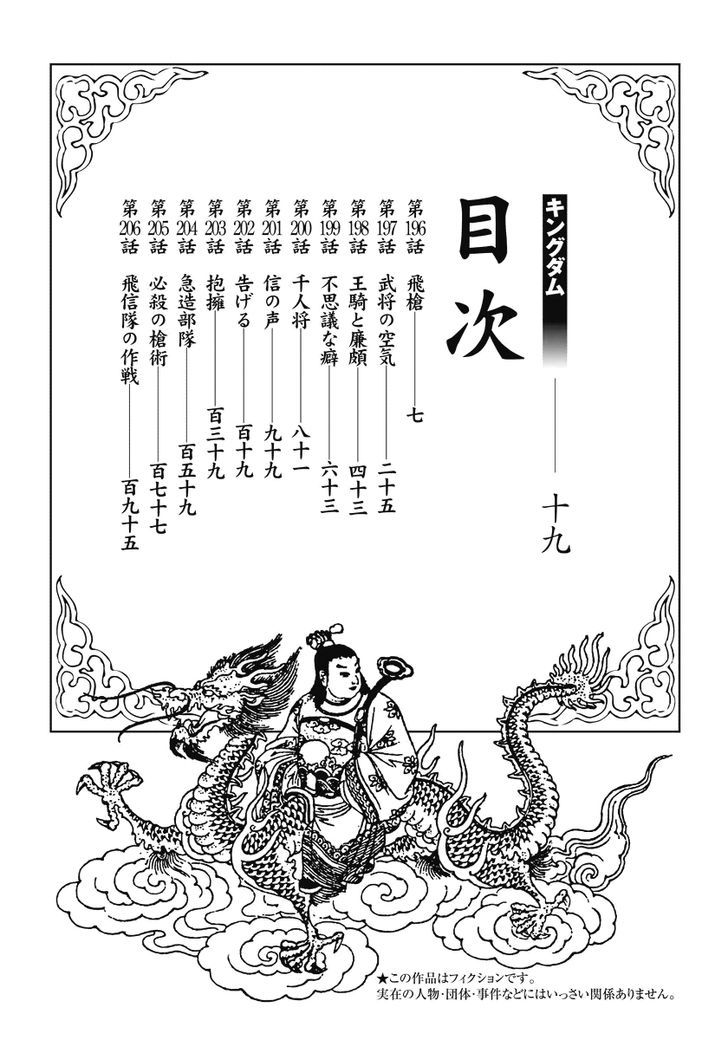 キングダム 十九
目次
第196話 飛槍 七
第197話 武将の空気 二十五
第198話 王騎と廉頗 四十三
第199話 不思議な癖 六十三
第200話 千人将 八十一
第201話 信の声 九十九
第202話 告げる 百十九
第203話 抱擁 百三十九
第204話 急造部隊 百五十九
第205話 必殺の槍術 百七十七
第206話 飛信隊の作戦 百九十五
★この作品はフィクションです。
実在の人物・団体・事件などにはいっさい関係ありません。